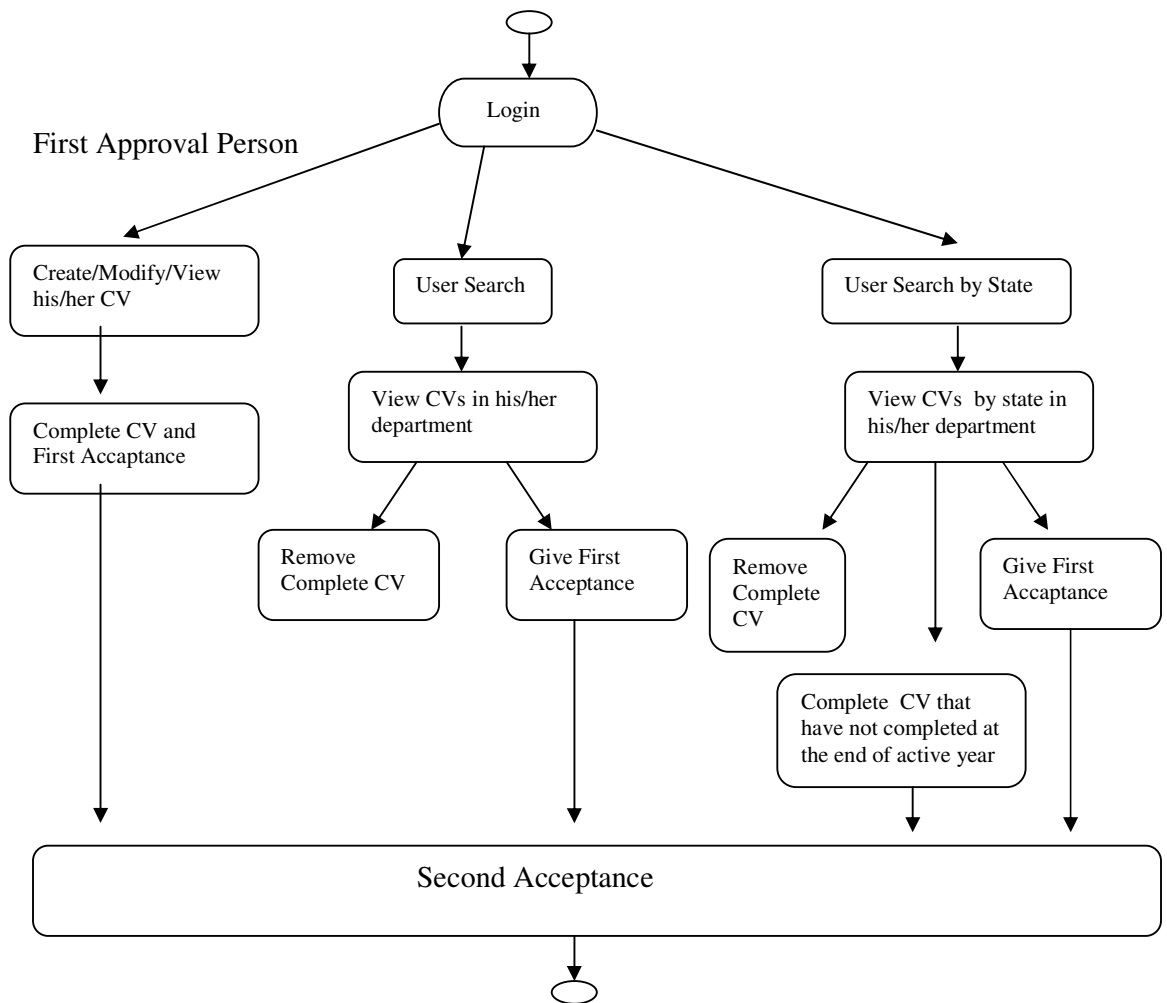 Login
First Approval Person
Create/Modify/View
his/her CV
User Search
User Search by State
View CVs in his/her
department
View CVs by state in
his/her department
Complete CV and
First Accaptance
Remove
Complete CV
Give First
Acceptance
Remove
Complete
CV
Give First
Accaptance
Complete CV that
have not completed at
the end of active year
Second Acceptance